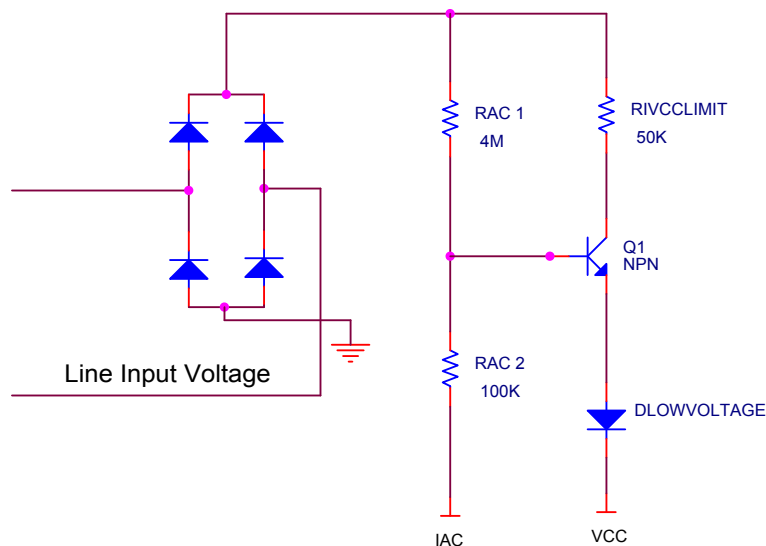 RAC 1
4M
RIVCCLIMIT
50K
Q1
NPN
Line Input Voltage
RAC 2
100K
DLOWVOLTAGE
IAC
VCC